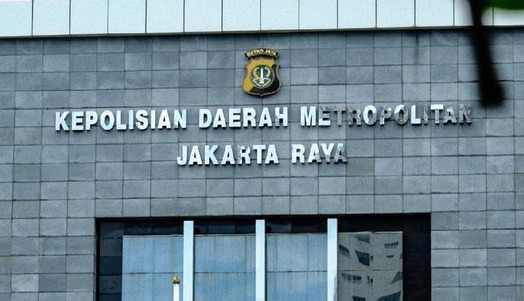 METRO JAYA
KEPOLISIAN DAERAH METROPOLITAN
JAKARTA RAYA